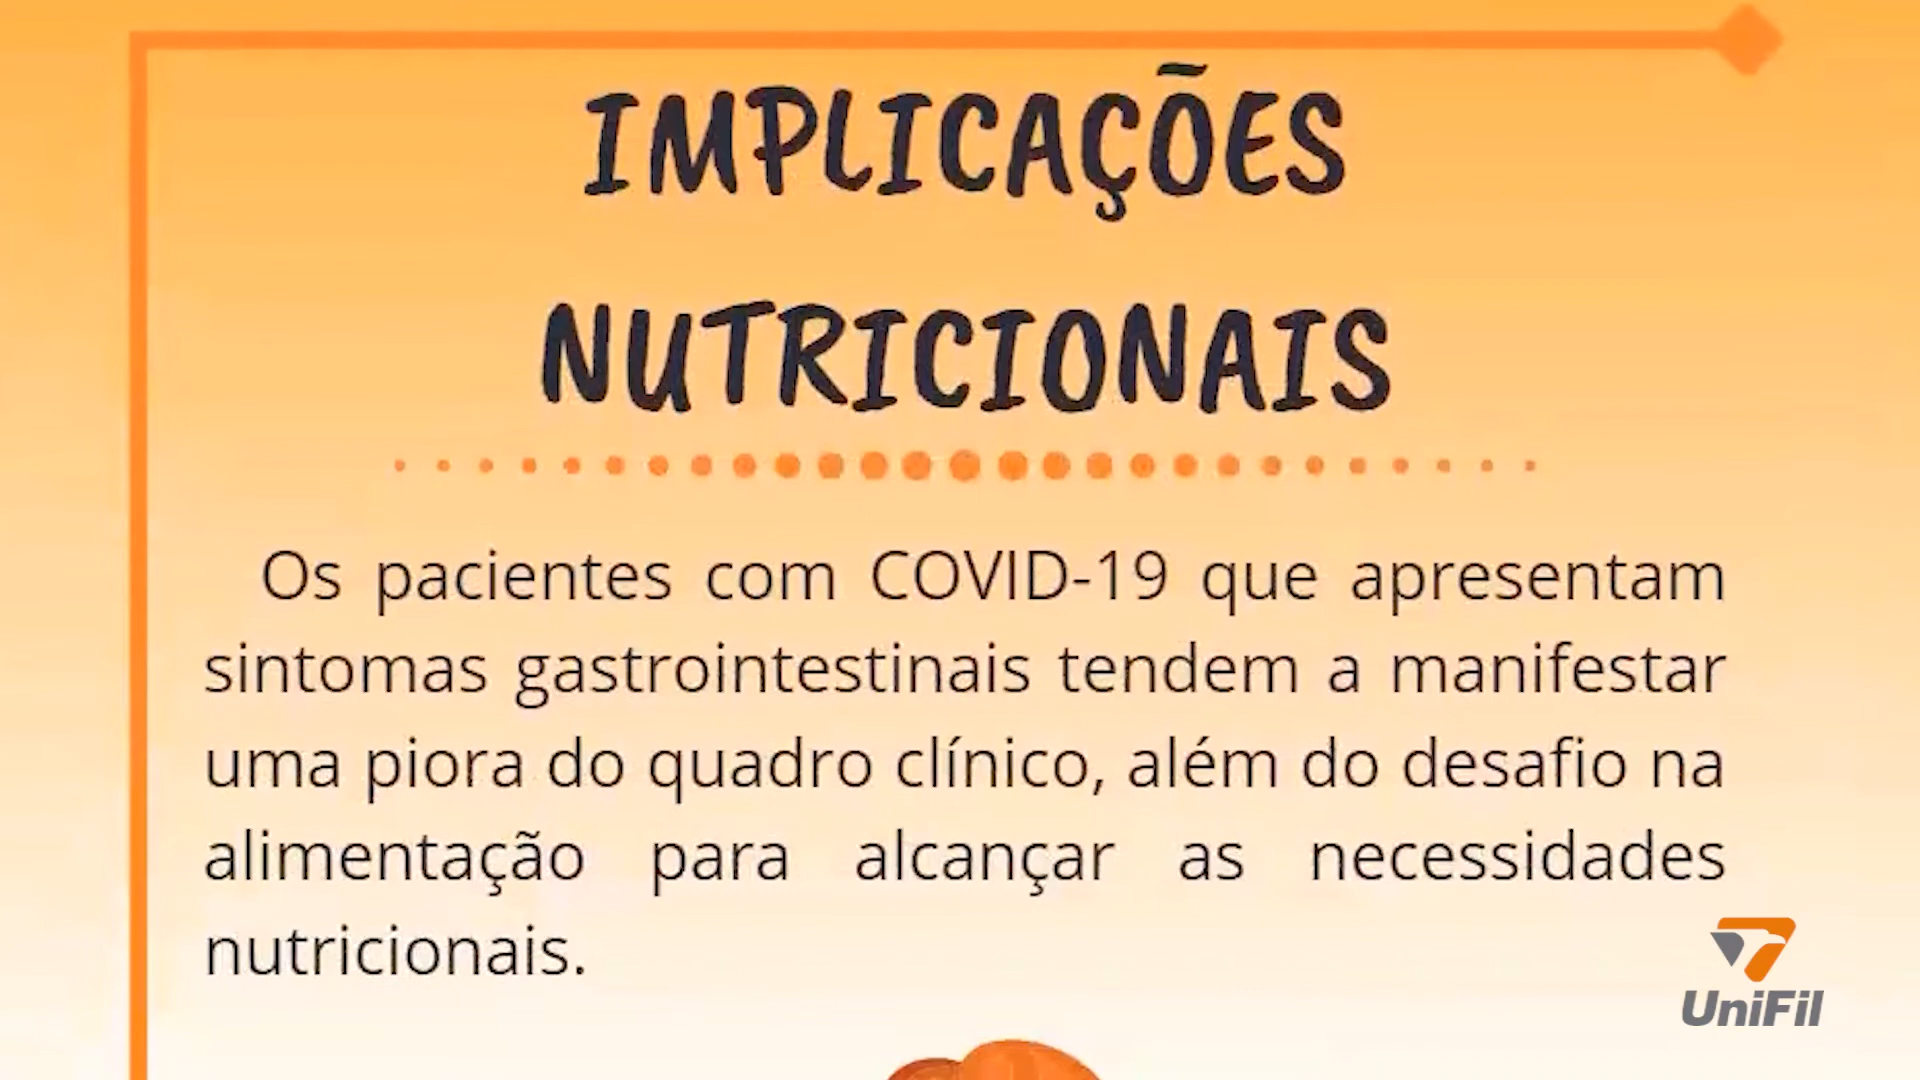 IMPLICAÇÕES
NUTRICIONAIS
Os pacientes com COVID-19 que apresentam
sintomas gastrointestinais tendem a manifestar
uma piora do quadro clínico, além do desafio na
alimentação para alcançar as necessidades
nutricionais.
UniFil